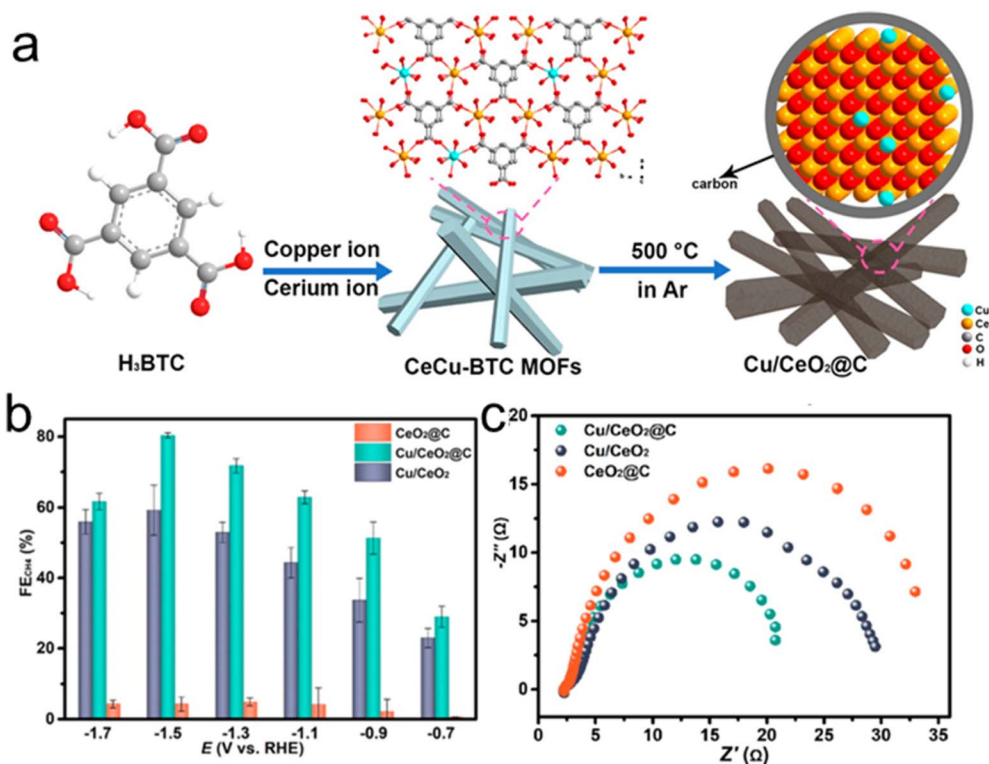 a
carbon
Copper ion
Cerium ion
500 °C
in Ar
H₃BTC
CeCu-BTC MOFs
Cu/CeO₂@C
Cu
Ce
C
O
H
b
FE_CH4 (%)
80
60
40
20
0
CeO₂@C
Cu/CeO₂@C
Cu/CeO₂
-1.7 -1.5 -1.3 -1.1 -0.9 -0.7
E (V vs. RHE)
c
-Z" (Ω)
-20
15
10
5
0
Cu/CeO₂@C
Cu/CeO₂
CeO₂@C
0 5 10 15 20 25 30 35
Z' (Ω)